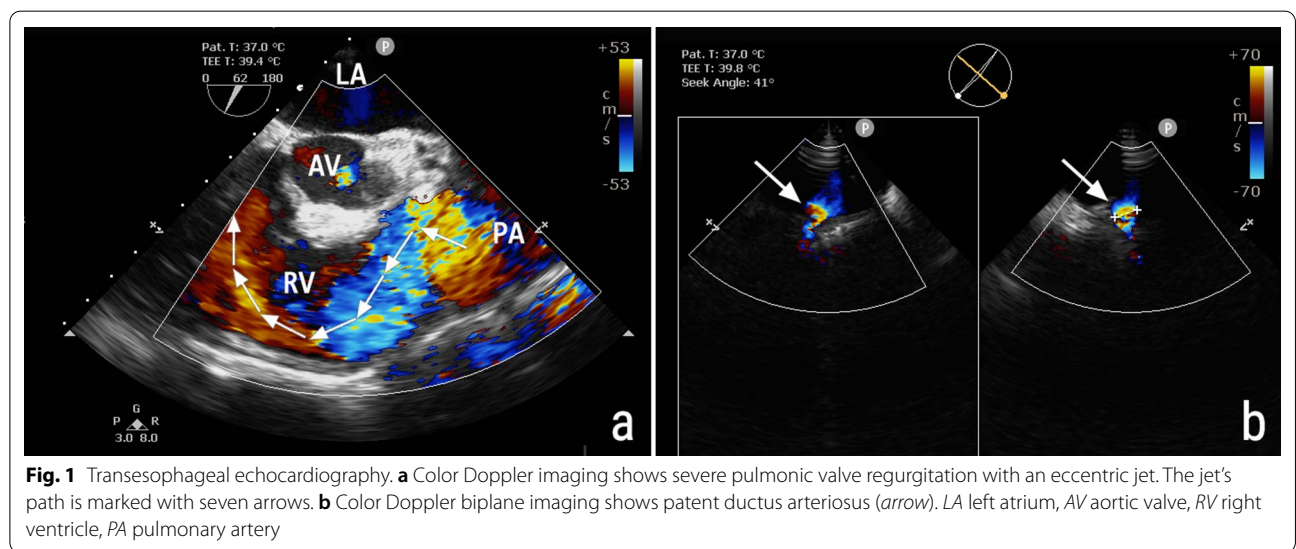 Pat. T: 37.0 °C
TEE T: 39.4 °C
0 62 180
P
LA
+53
c
m
/
s
-53
AV
PA
RV
G
P R
3.0 8.0
a
Pat. T: 37.0 °C
TEE T: 39.8 °C
Seek Angle: 41°
P
P
+70
c
m
/
s
-70
b
Fig. 1 Transesophageal echocardiography. a Color Doppler imaging shows severe pulmonic valve regurgitation with an eccentric jet. The jet's
path is marked with seven arrows. b Color Doppler biplane imaging shows patent ductus arteriosus (arrow). LA left atrium, AV aortic valve, RV right
ventricle, PA pulmonary artery